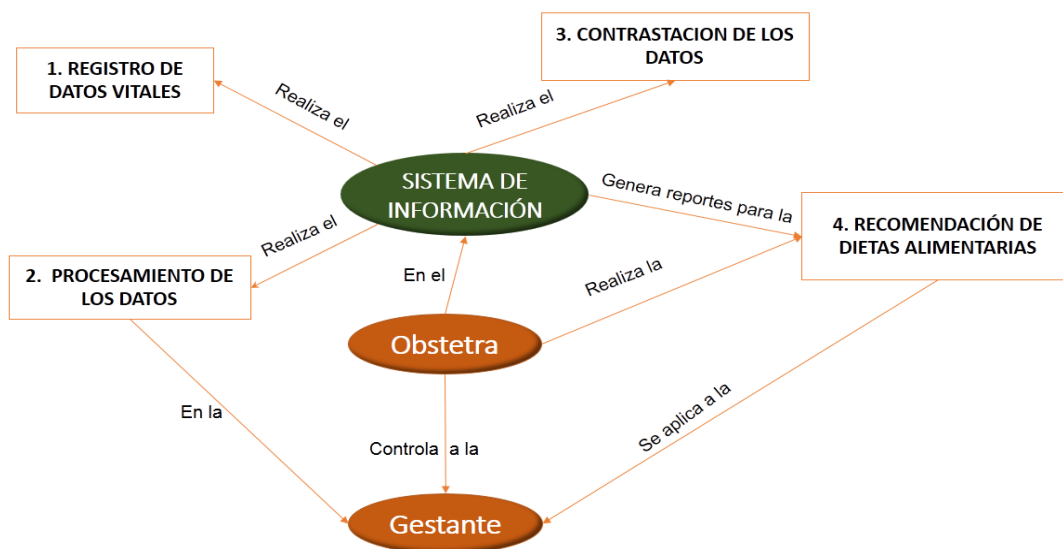 3. CONTRASTACION DE LOS
DATOS
1. REGISTRO DE
DATOS VITALES
Realiza el
Realiza el
SISTEMA DE
INFORMACIÓN
Genera reportes para la
4. RECOMENDACIÓN DE
DIETAS ALIMENTARIAS
Realiza el
2.  PROCESAMIENTO DE
LOS DATOS
En el
Realiza la
Obstetra
En la
Controla  a la
Se aplica a la
Gestante